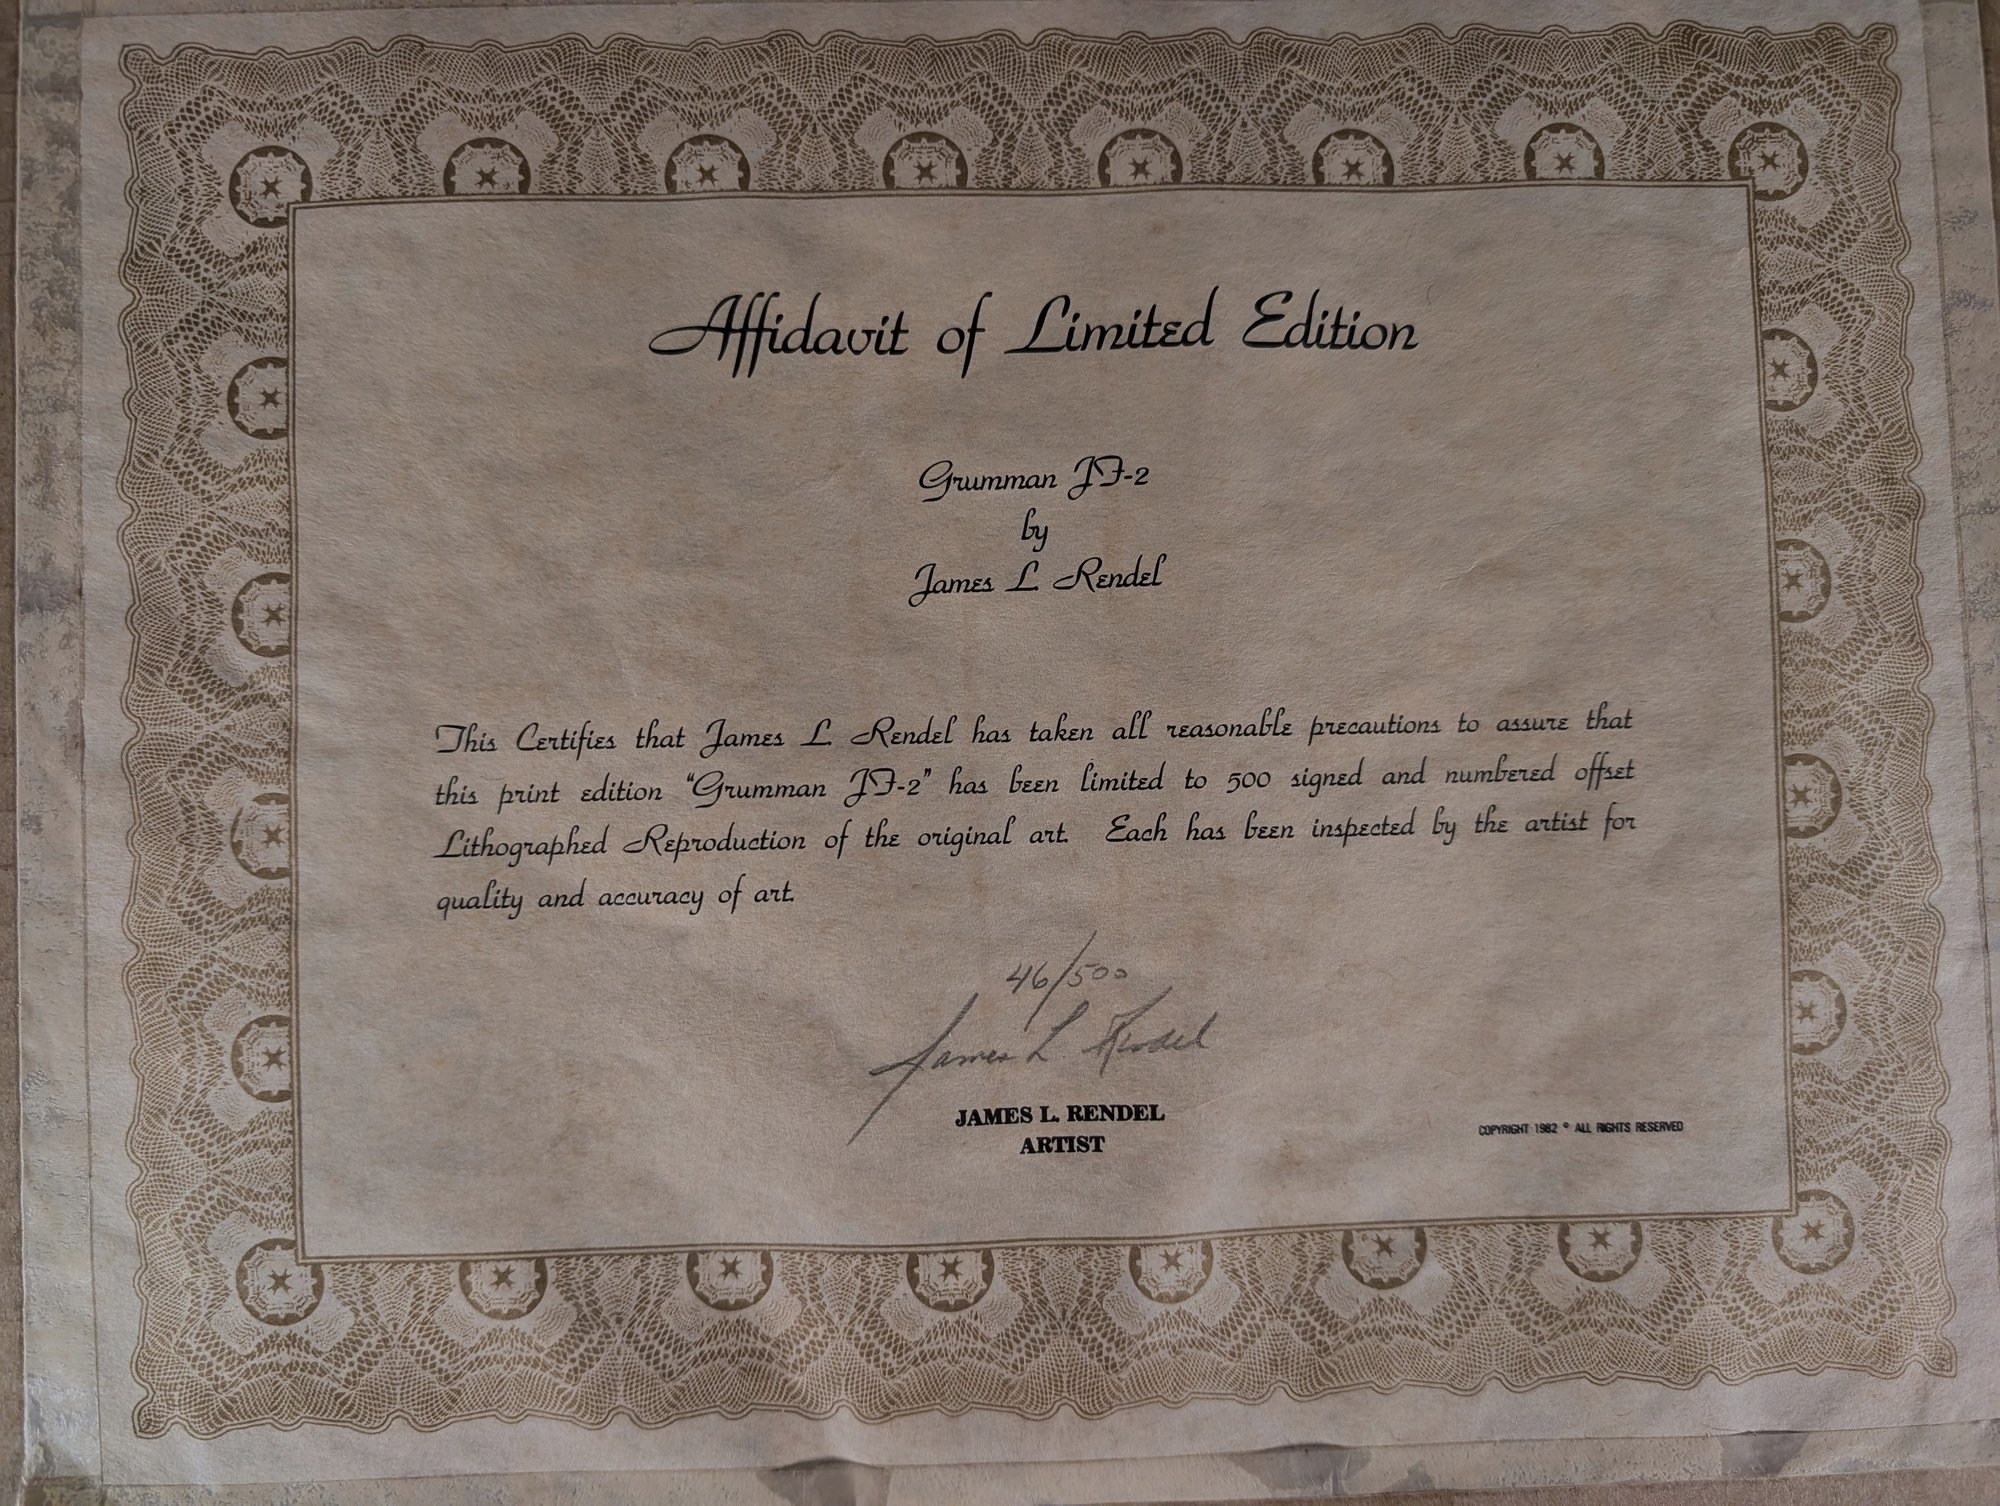 Affidavit of Limited Edition
Grumman JF-2
by
James L Rendel
This Certifies that James L Rendel has taken all reasonable precautions to assure that
this print edition "Grumman JF-2" has been limited to 500 signed and numbered offset
Lithographed Reproduction of the original art. Each has been inspected by the artist for
quality and accuracy of art.
46/500
James L Rendel
JAMES L. RENDEL
ARTIST
COPYRIGHT 1982 © ALL RIGHTS RESERVED